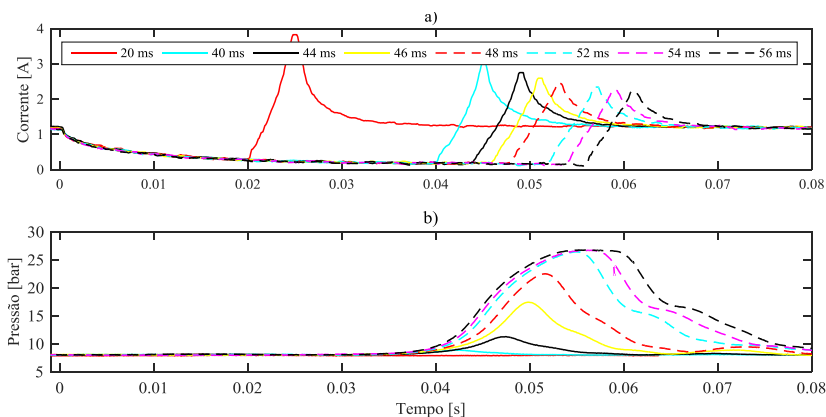 a)
4
3
2
1
0
Corrente [A]
20 ms 40 ms 44 ms 46 ms 48 ms 52 ms 54 ms 56 ms
0 0.01 0.02 0.03 0.04 0.05 0.06 0.07 0.08
b)
30
25
20
15
10
5
Pressão [bar]
0 0.01 0.02 0.03 0.04 0.05 0.06 0.07 0.08
Tempo [s]